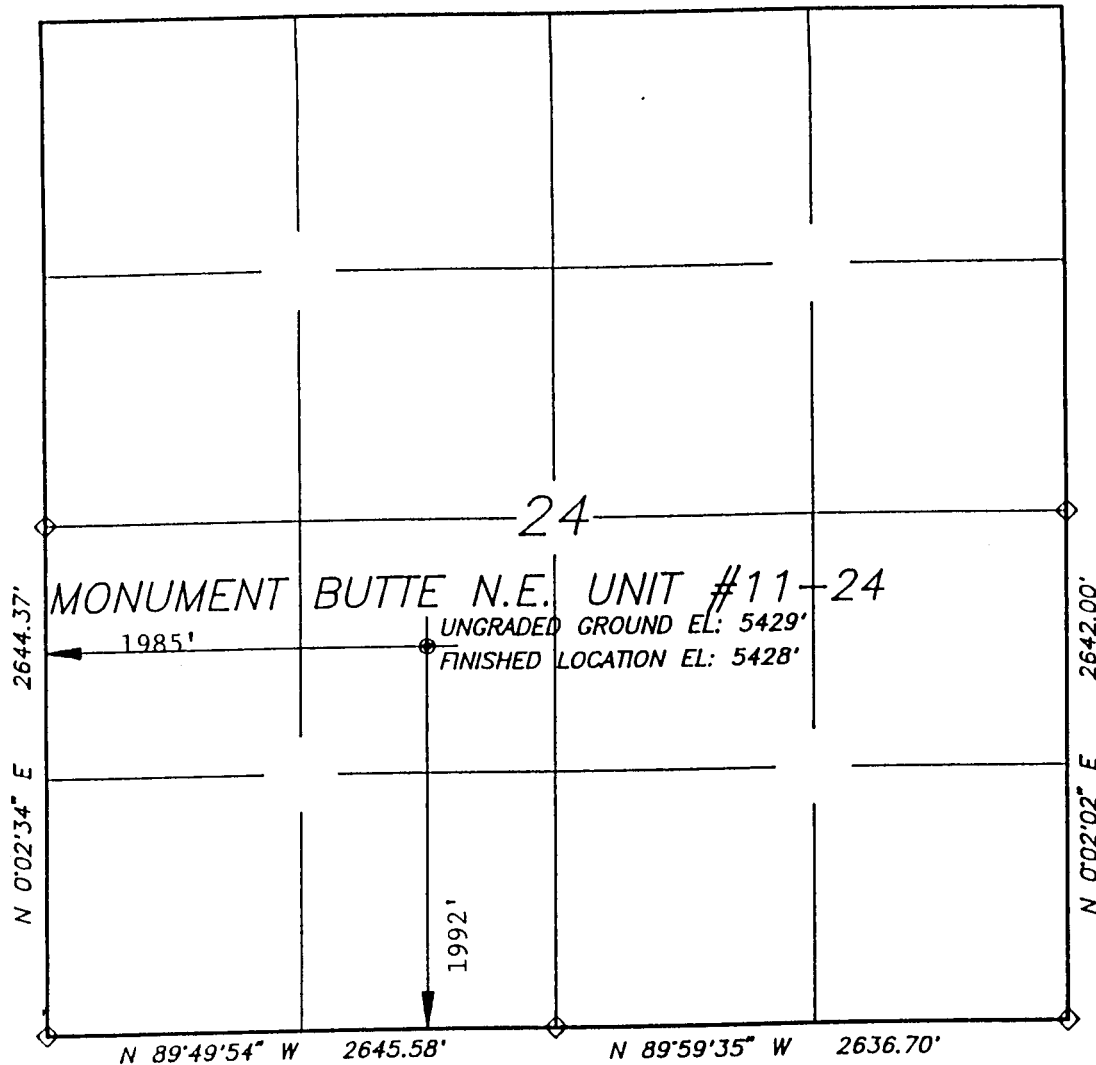 24
MONUMENT BUTTE N.E. UNIT #11-24
UNGRADED GROUND EL: 5429'
1985'
FINISHED LOCATION EL: 5428'
N 0°02'34" E 2644.37'
N 0°02'02" E 2642.00'
1992'
N 89°49'54" W 2645.58'
N 89°59'35" W 2636.70'